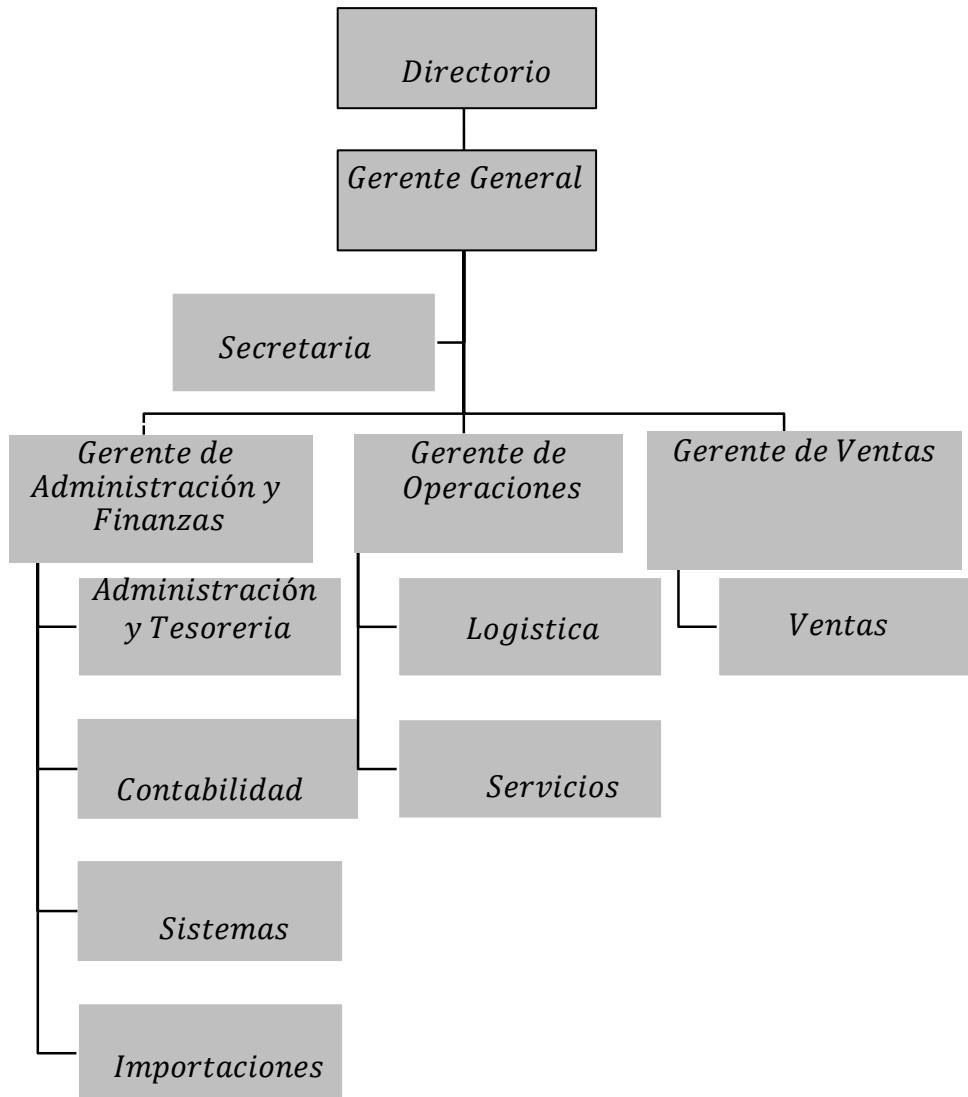 Directorio
Gerente General
Secretaria
Gerente de
Administración y
Finanzas
Gerente de
Operaciones
Gerente de Ventas
Administración
y Tesoreria
Logistica
Ventas
Contabilidad
Servicios
Sistemas
Importaciones